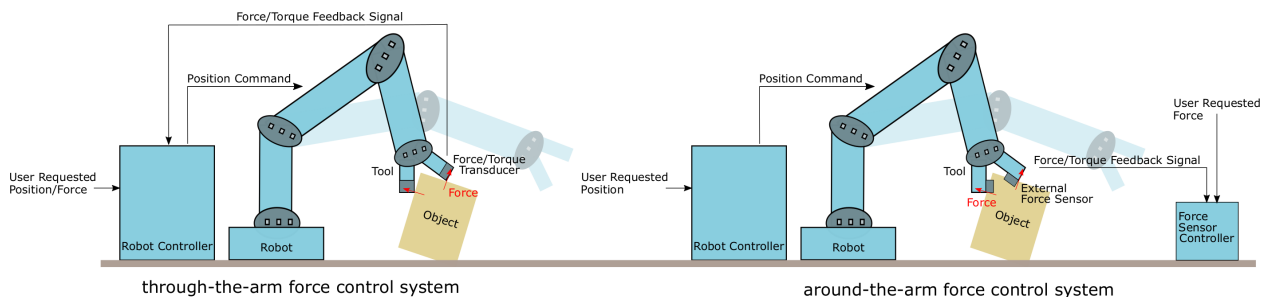 Force/Torque Feedback Signal
Position Command
User Requested
Position/Force
Robot Controller
Robot
Tool
Force/Torque
Transducer
Force
Object
through-the-arm force control system
Position Command
User Requested
Position
Robot Controller
Robot
Tool
Force
Object
External
Force Sensor
Force/Torque Feedback Signal
User Requested
Force
Force
Sensor
Controller
around-the-arm force control system